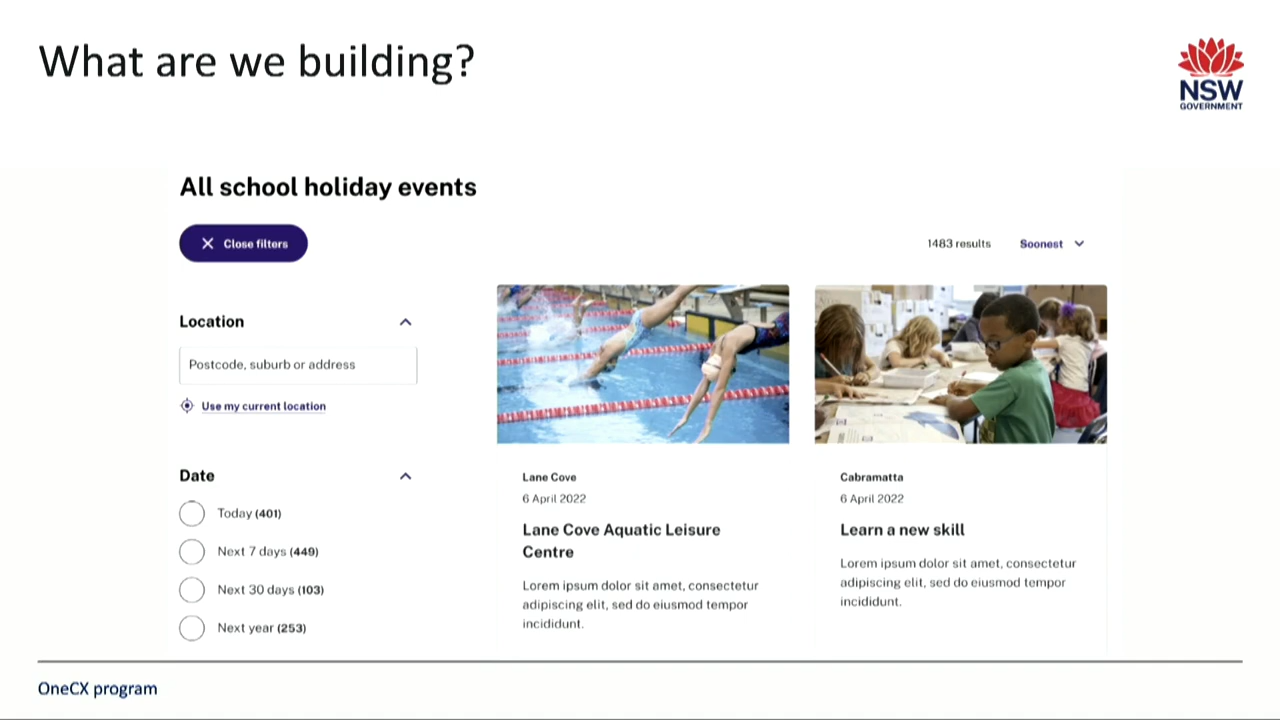 What are we building?
NSW
GOVERNMENT
All school holiday events
Close filters
1483 results
Soonest
Location
Postcode, suburb or address
Use my current location
Date
Today (401)
Next 7 days (449)
Next 30 days (103)
Next year (253)
Lane Cove
6 April 2022
Lane Cove Aquatic Leisure
Centre
Lorem ipsum dolor sit amet, consectetur
adipiscing elit, sed do eiusmod tempor
incididunt.
Cabramatta
6 April 2022
Learn a new skill
Lorem ipsum dolor sit amet, consectetur
adipiscing elit, sed do eiusmod tempor
incididunt.
OneCX program